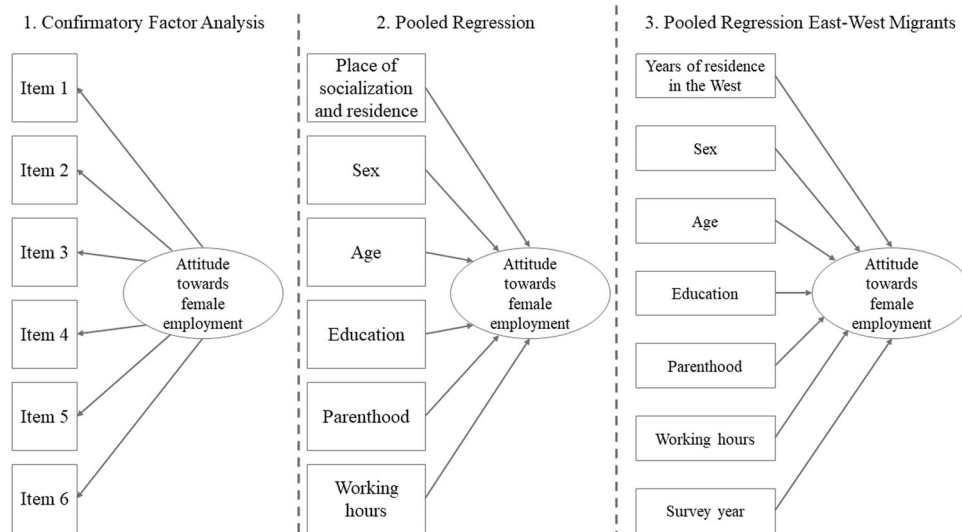 1. Confirmatory Factor Analysis
Item 1
Item 2
Item 3
Item 4
Item 5
Item 6
Attitude
towards
female
employment
2. Pooled Regression
Place of
socialization
and residence
Sex
Age
Education
Parenthood
Working
hours
Attitude
towards
female
employment
3. Pooled Regression East-West Migrants
Years of residence
in the West
Sex
Age
Education
Parenthood
Working hours
Survey year
Attitude
towards
female
employment